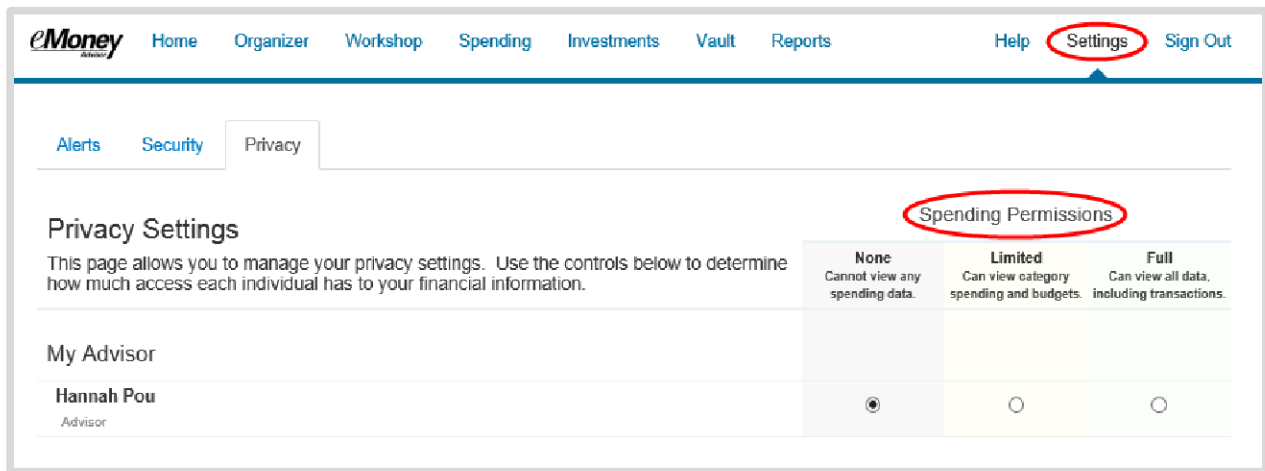 eMoney Advisor Home Organizer Workshop Spending Investments Vault Reports Help Settings Sign Out
Alerts Security Privacy
Spending Permissions
Privacy Settings
This page allows you to manage your privacy settings. Use the controls below to determine
how much access each individual has to your financial information.
None
Cannot view any
spending data.
Limited
Can view category
spending and budgets.
Full
Can view all data,
including transactions.
My Advisor
Hannah Pou
Advisor